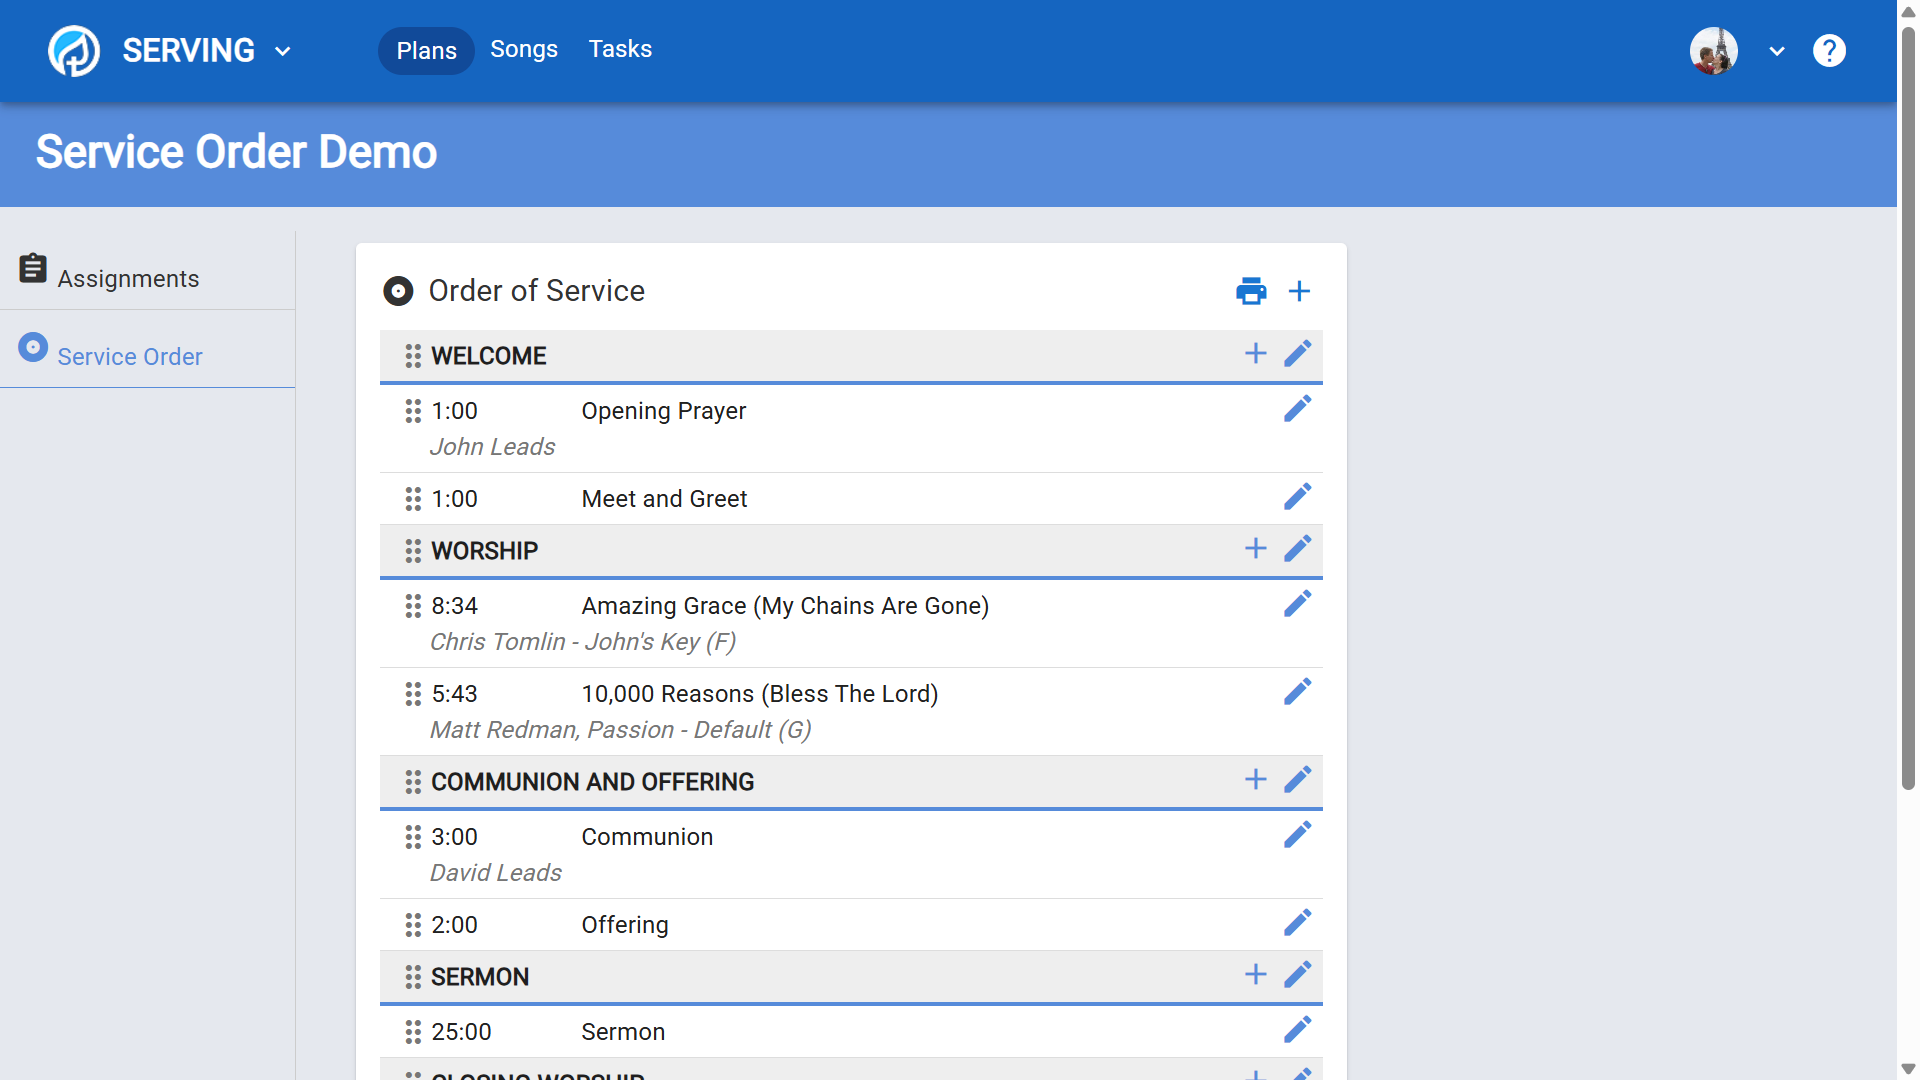 SERVING
Plans
Songs
Tasks
Service Order Demo
Assignments
Service Order
Order of Service
WELCOME
1:00 Opening Prayer
John Leads
1:00 Meet and Greet
WORSHIP
8:34 Amazing Grace (My Chains Are Gone)
Chris Tomlin - John's Key (F)
5:43 10,000 Reasons (Bless The Lord)
Matt Redman, Passion - Default (G)
COMMUNION AND OFFERING
3:00 Communion
David Leads
2:00 Offering
SERMON
25:00 Sermon
CLOSING WORSHIP